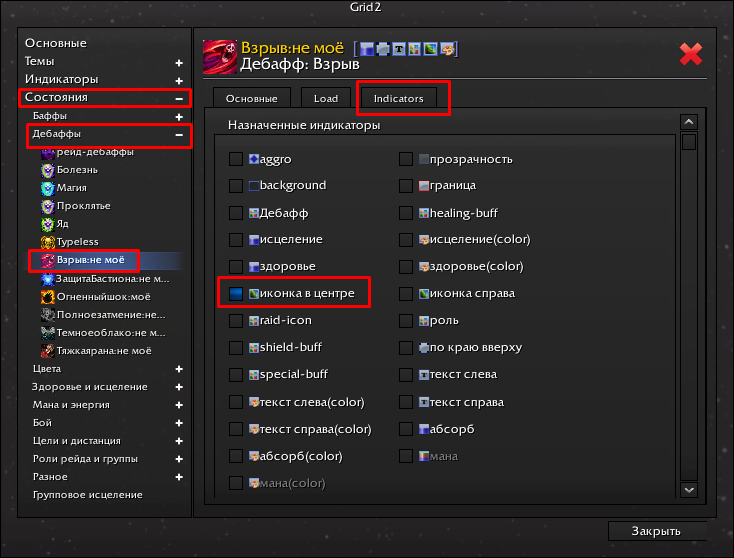 Grid2
Основные
Темы
Индикаторы
Состояния
Баффы
Дебаффы
рейд-дебаффы
Болезнь
Магия
Проклятье
Яд
Typeless
Взрыв:не моё
ЗащитаБастиона:не м...
Огненныйшок:моё
Полноезатмение:не...
Темноеоблако:не м...
Тяжкаярана:не моё
Цвета
Здоровье и исцеление
Мана и энергия
Бой
Цели и дистанция
Роли рейда и группы
Разное
Групповое исцеление
Взрыв:не моё []
Дебафф: Взрыв
Основные Load Indicators
Назначенные индикаторы
aggro прозрачность
background граница
Дебафф healing-buff
исцеление исцеление(color)
здоровье здоровье(color)
иконка в центре иконка справа
raid-icon роль
shield-buff по краю вверху
special-buff текст слева
текст слева(color) текст справа
текст справа(color) абсорб
абсорб(color) мана
мана(color)
Закрыть